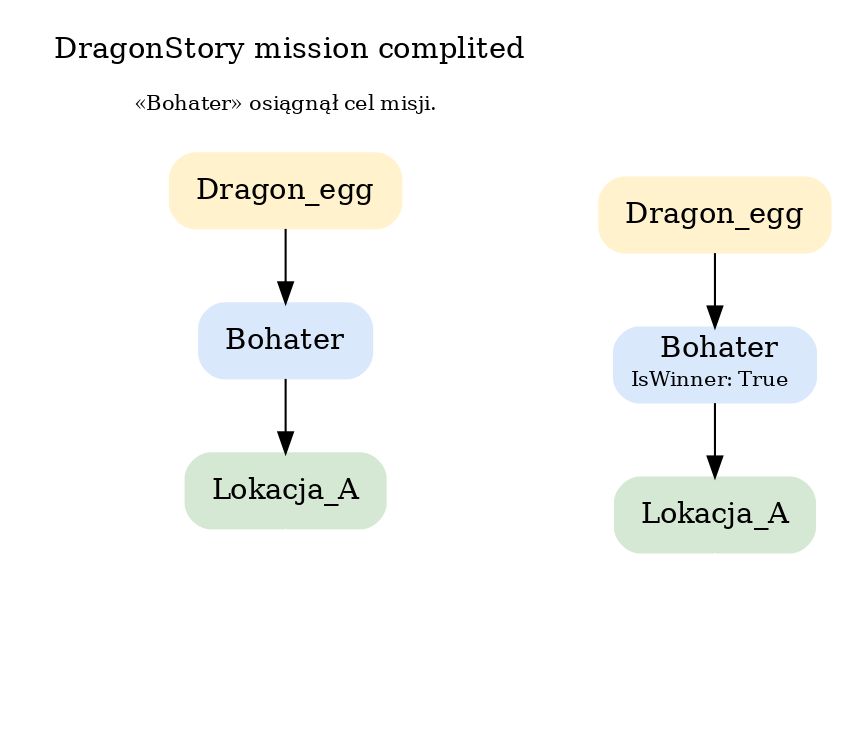 DragonStory mission complited
«Bohater» osiągnął cel misji.
Dragon_egg
Bohater
Lokacja_A
Dragon_egg
Bohater
IsWinner: True
Lokacja_A